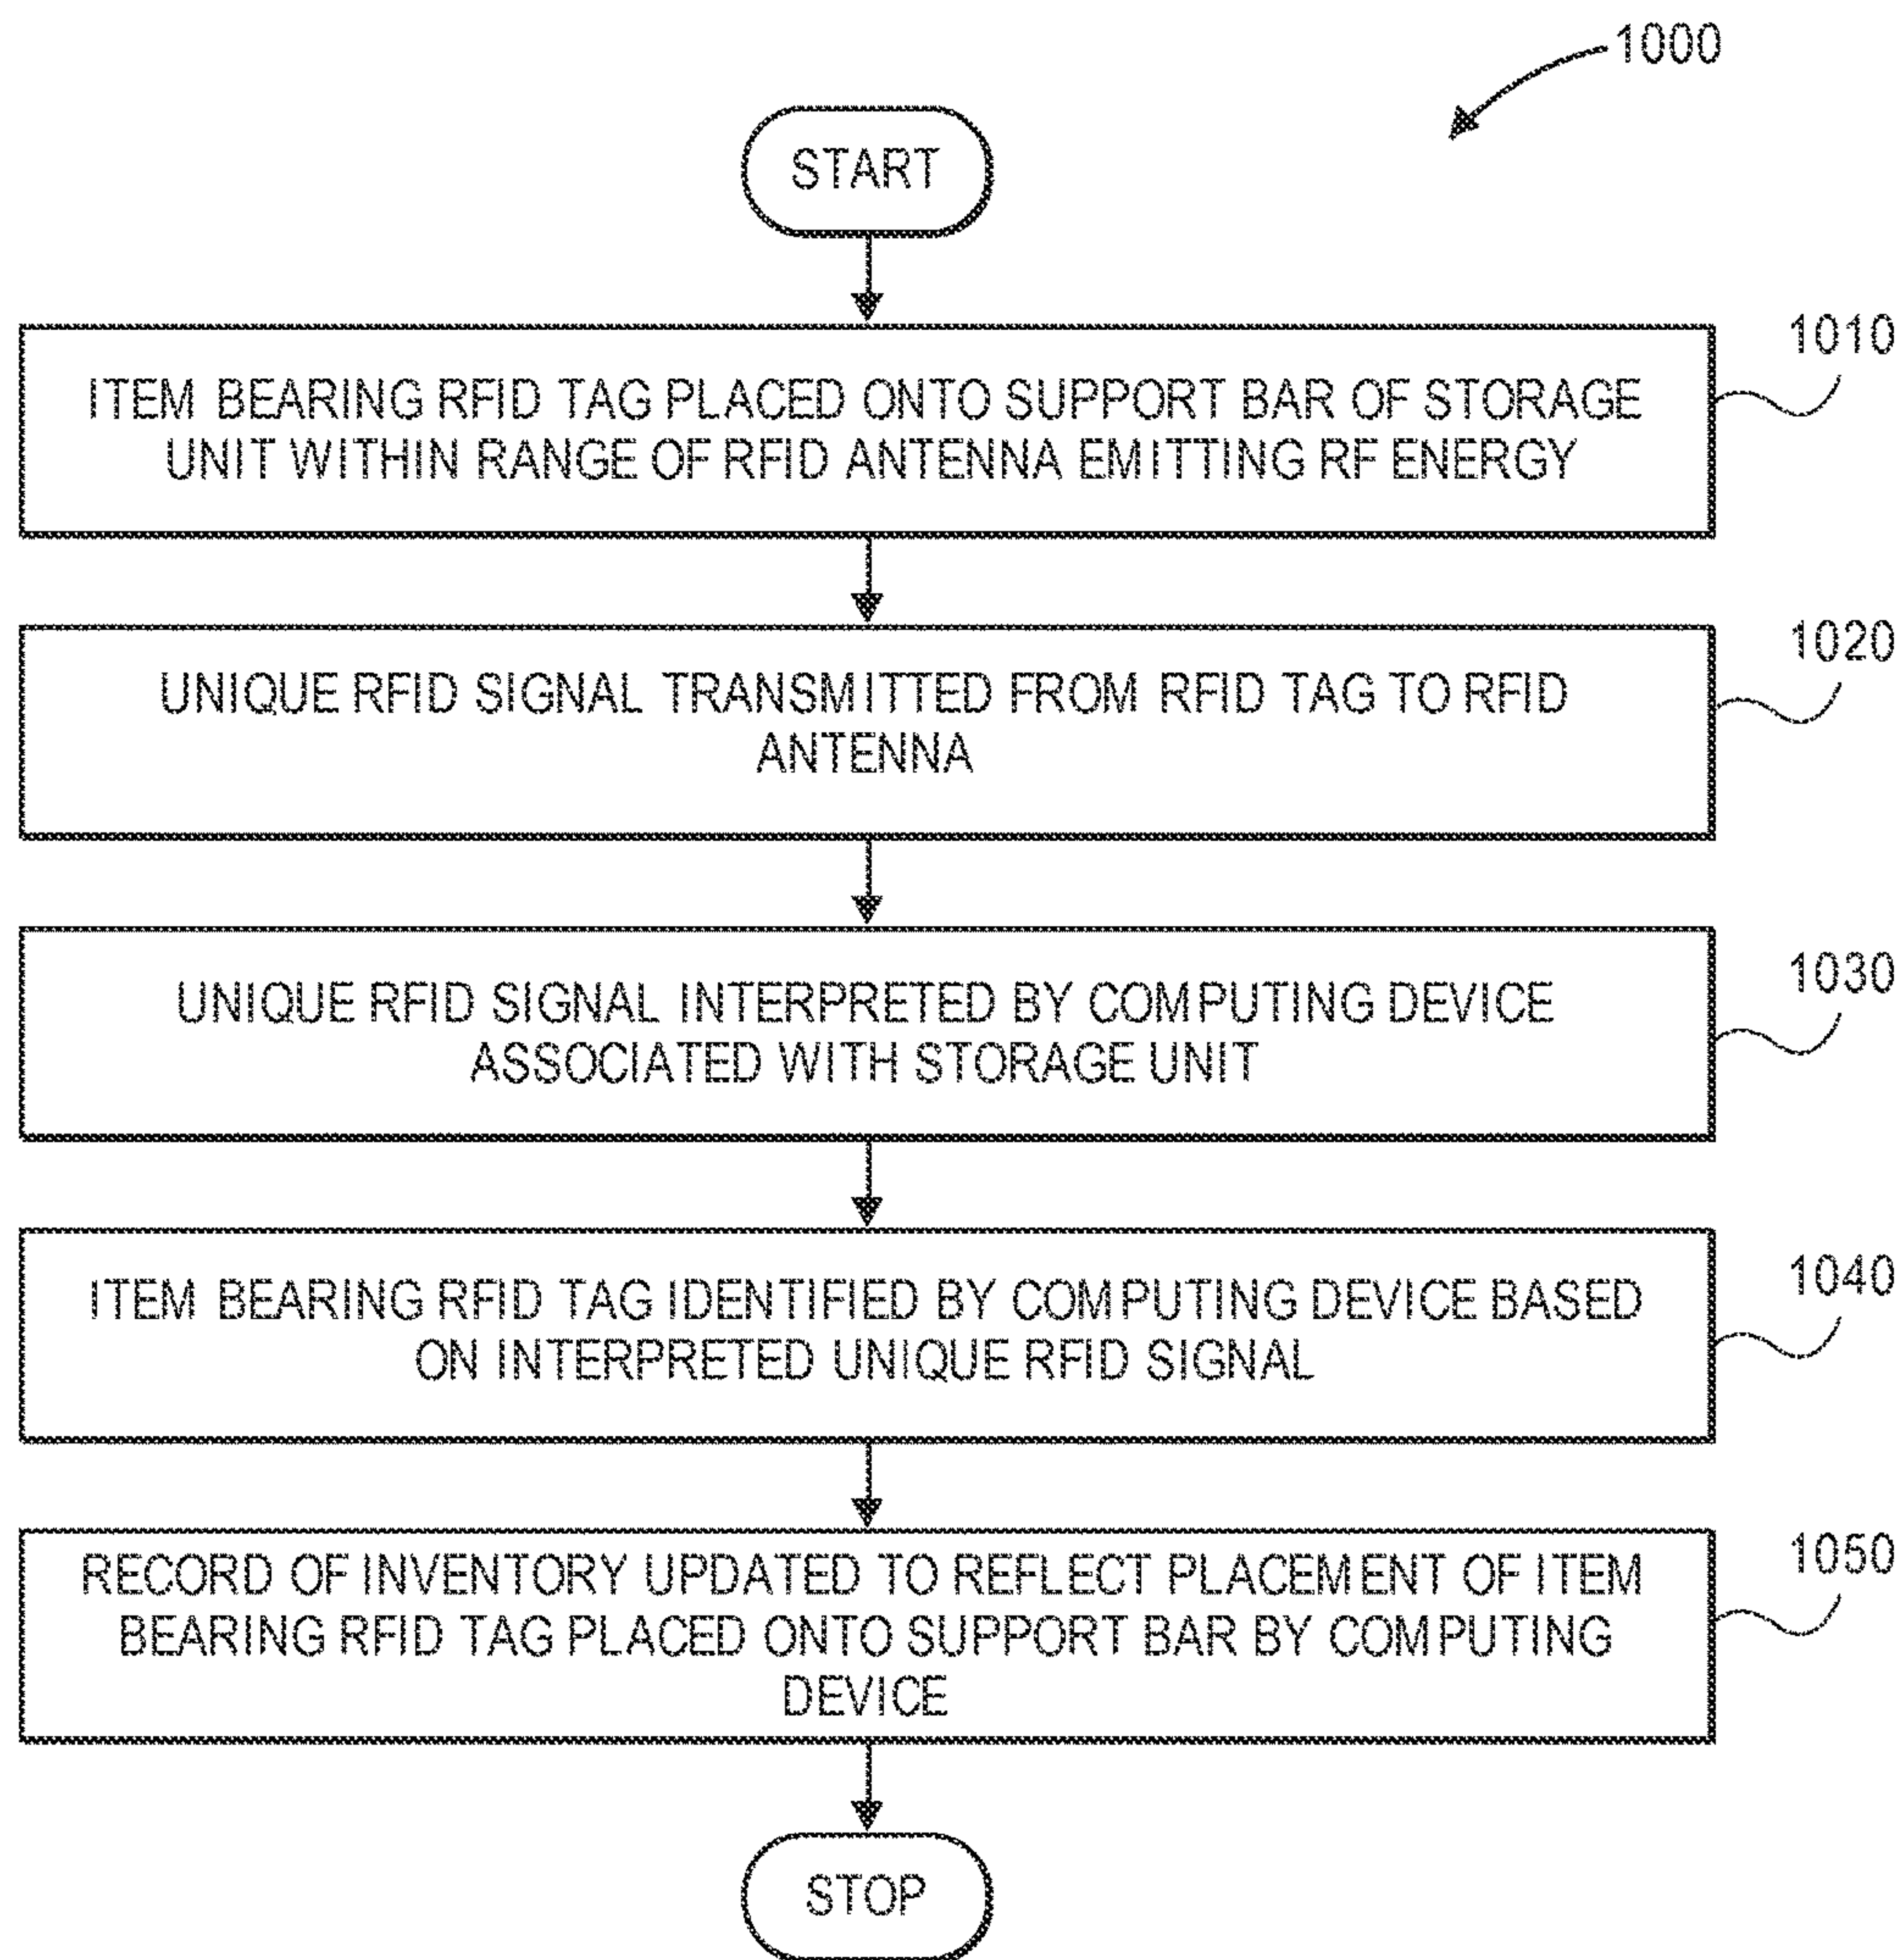 1000
START
1010
ITEM BEARING RFID TAG PLACED ONTO SUPPORT BAR OF STORAGE
UNIT WITHIN RANGE OF RFID ANTENNA EMITTING RF ENERGY
1020
UNIQUE RFID SIGNAL TRANSMITTED FROM RFID TAG TO RFID
ANTENNA
1030
UNIQUE RFID SIGNAL INTERPRETED BY COMPUTING DEVICE
ASSOCIATED WITH STORAGE UNIT
1040
ITEM BEARING RFID TAG IDENTIFIED BY COMPUTING DEVICE BASED
ON INTERPRETED UNIQUE RFID SIGNAL
1050
RECORD OF INVENTORY UPDATED TO REFLECT PLACEMENT OF ITEM
BEARING RFID TAG PLACED ONTO SUPPORT BAR BY COMPUTING
DEVICE
STOP